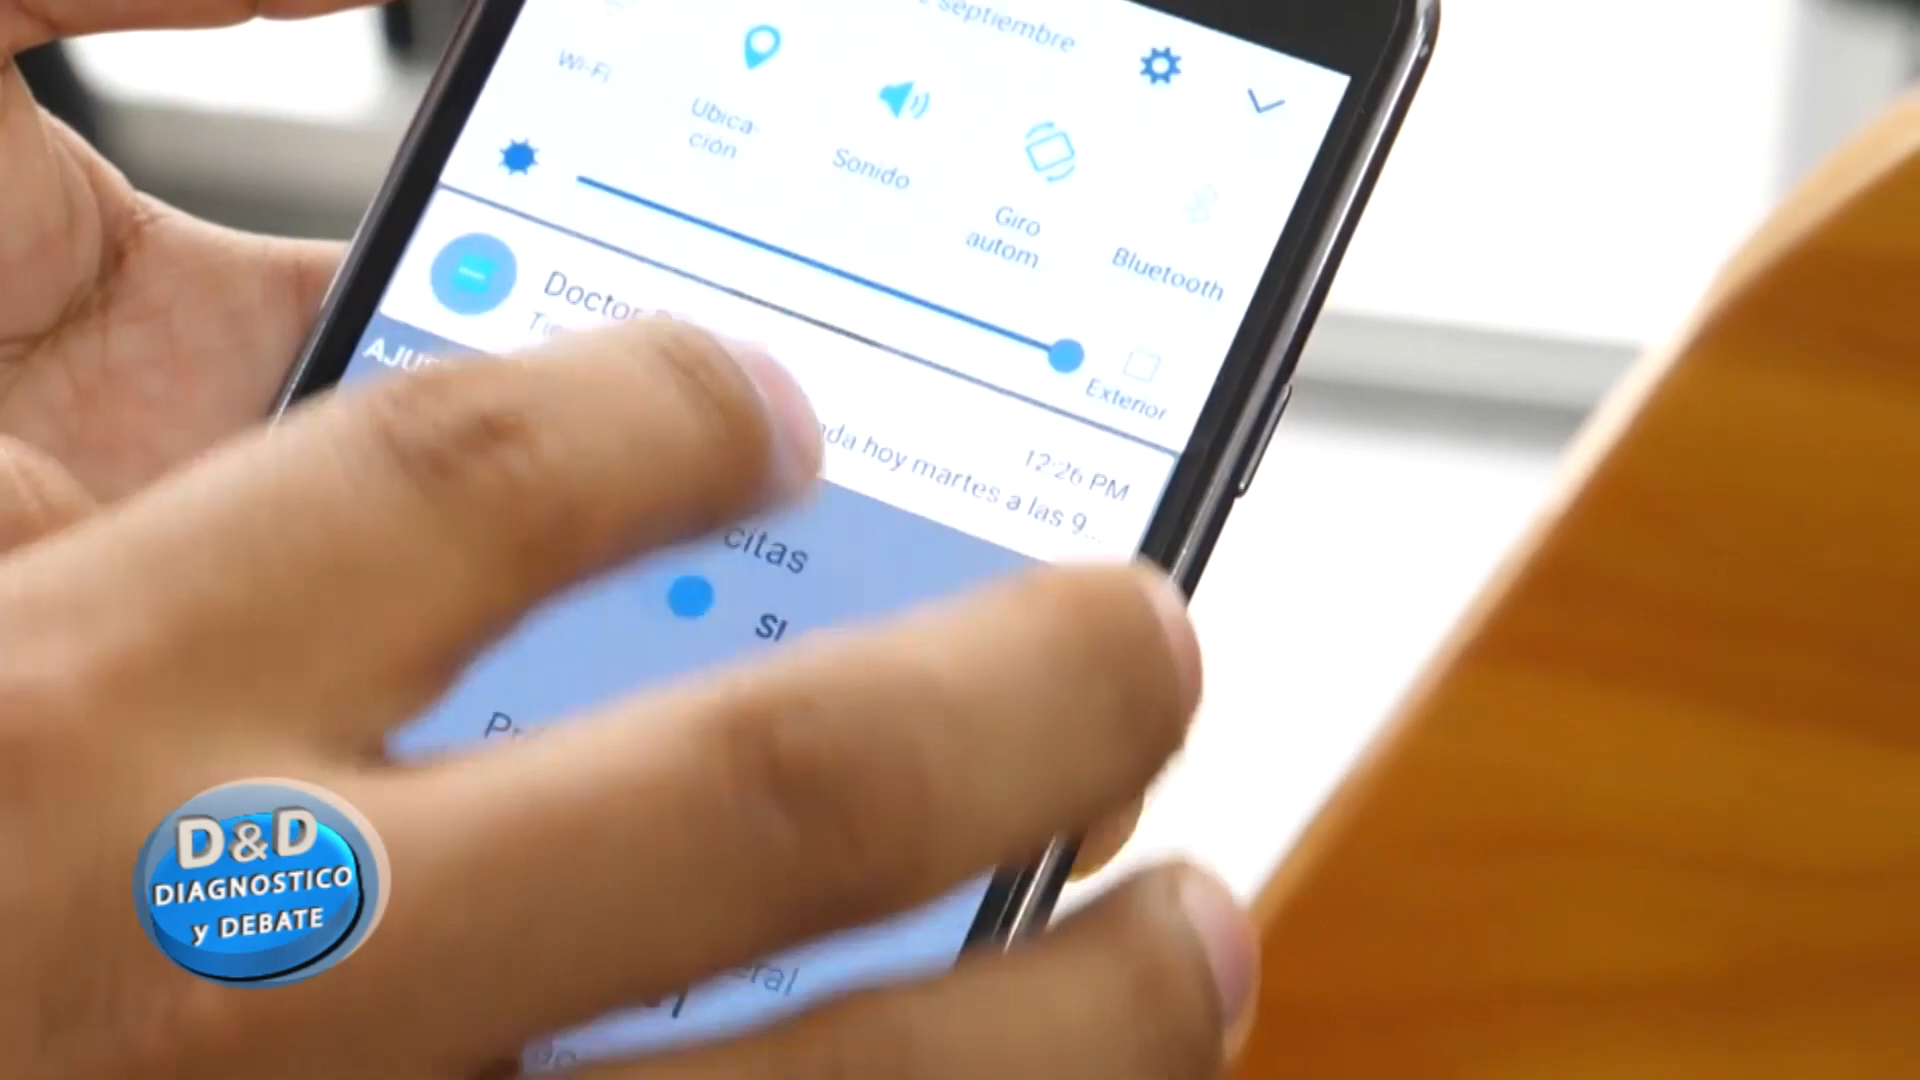 septiembre
Wi-Fi
Ubica-
ción
Sonido
Giro
autom
Bluetooth
Exterior
Doctor
12:26 PM
hoy martes a las 9...
citas
SI
D&D
DIAGNOSTICO
y DEBATE